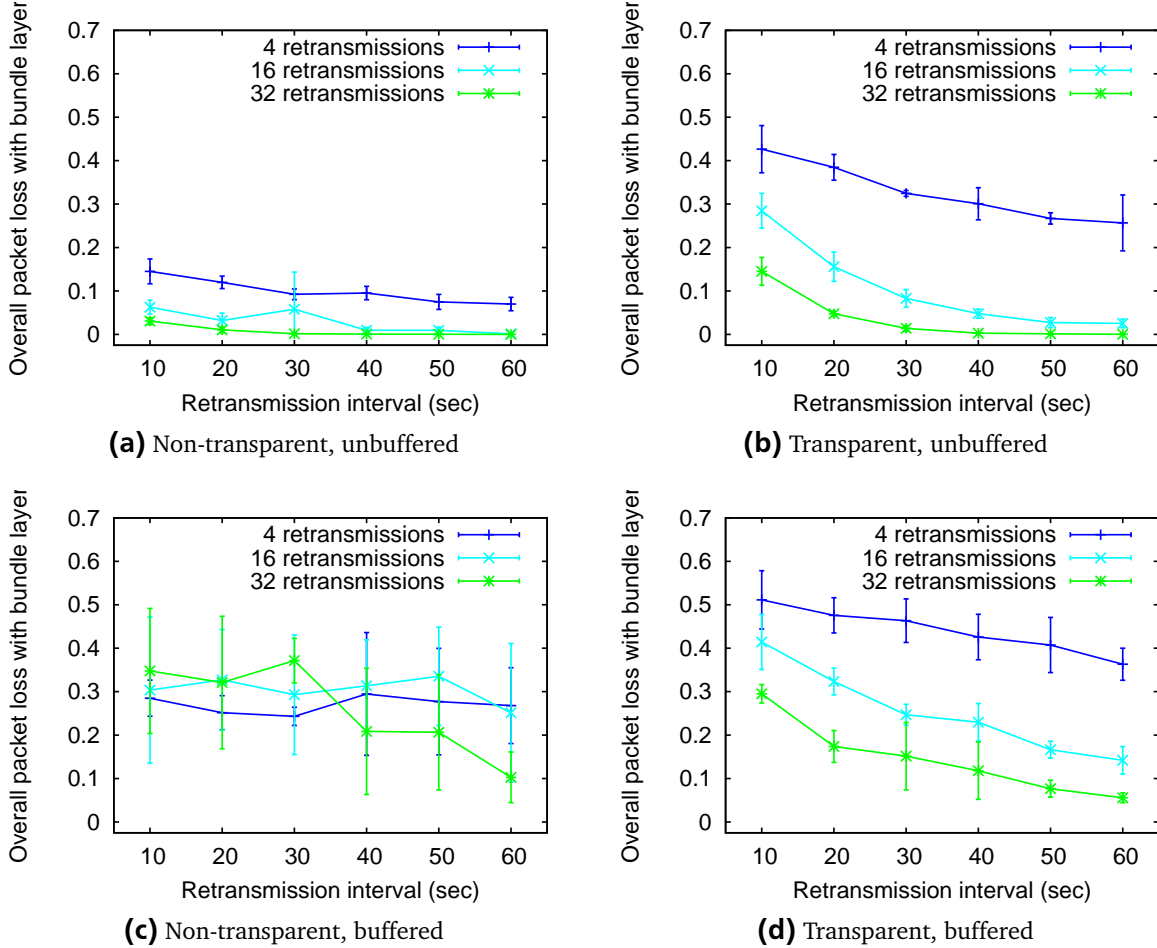 Overall packet loss with bundle layer
0.7
0.6
0.5
0.4
0.3
0.2
0.1
0
4 retransmissions
16 retransmissions
32 retransmissions
10 20 30 40 50 60
Retransmission interval (sec)
(a) Non-transparent, unbuffered
Overall packet loss with bundle layer
0.7
0.6
0.5
0.4
0.3
0.2
0.1
0
4 retransmissions
16 retransmissions
32 retransmissions
10 20 30 40 50 60
Retransmission interval (sec)
(b) Transparent, unbuffered
Overall packet loss with bundle layer
0.7
0.6
0.5
0.4
0.3
0.2
0.1
0
4 retransmissions
16 retransmissions
32 retransmissions
10 20 30 40 50 60
Retransmission interval (sec)
(c) Non-transparent, buffered
Overall packet loss with bundle layer
0.7
0.6
0.5
0.4
0.3
0.2
0.1
0
4 retransmissions
16 retransmissions
32 retransmissions
10 20 30 40 50 60
Retransmission interval (sec)
(d) Transparent, buffered